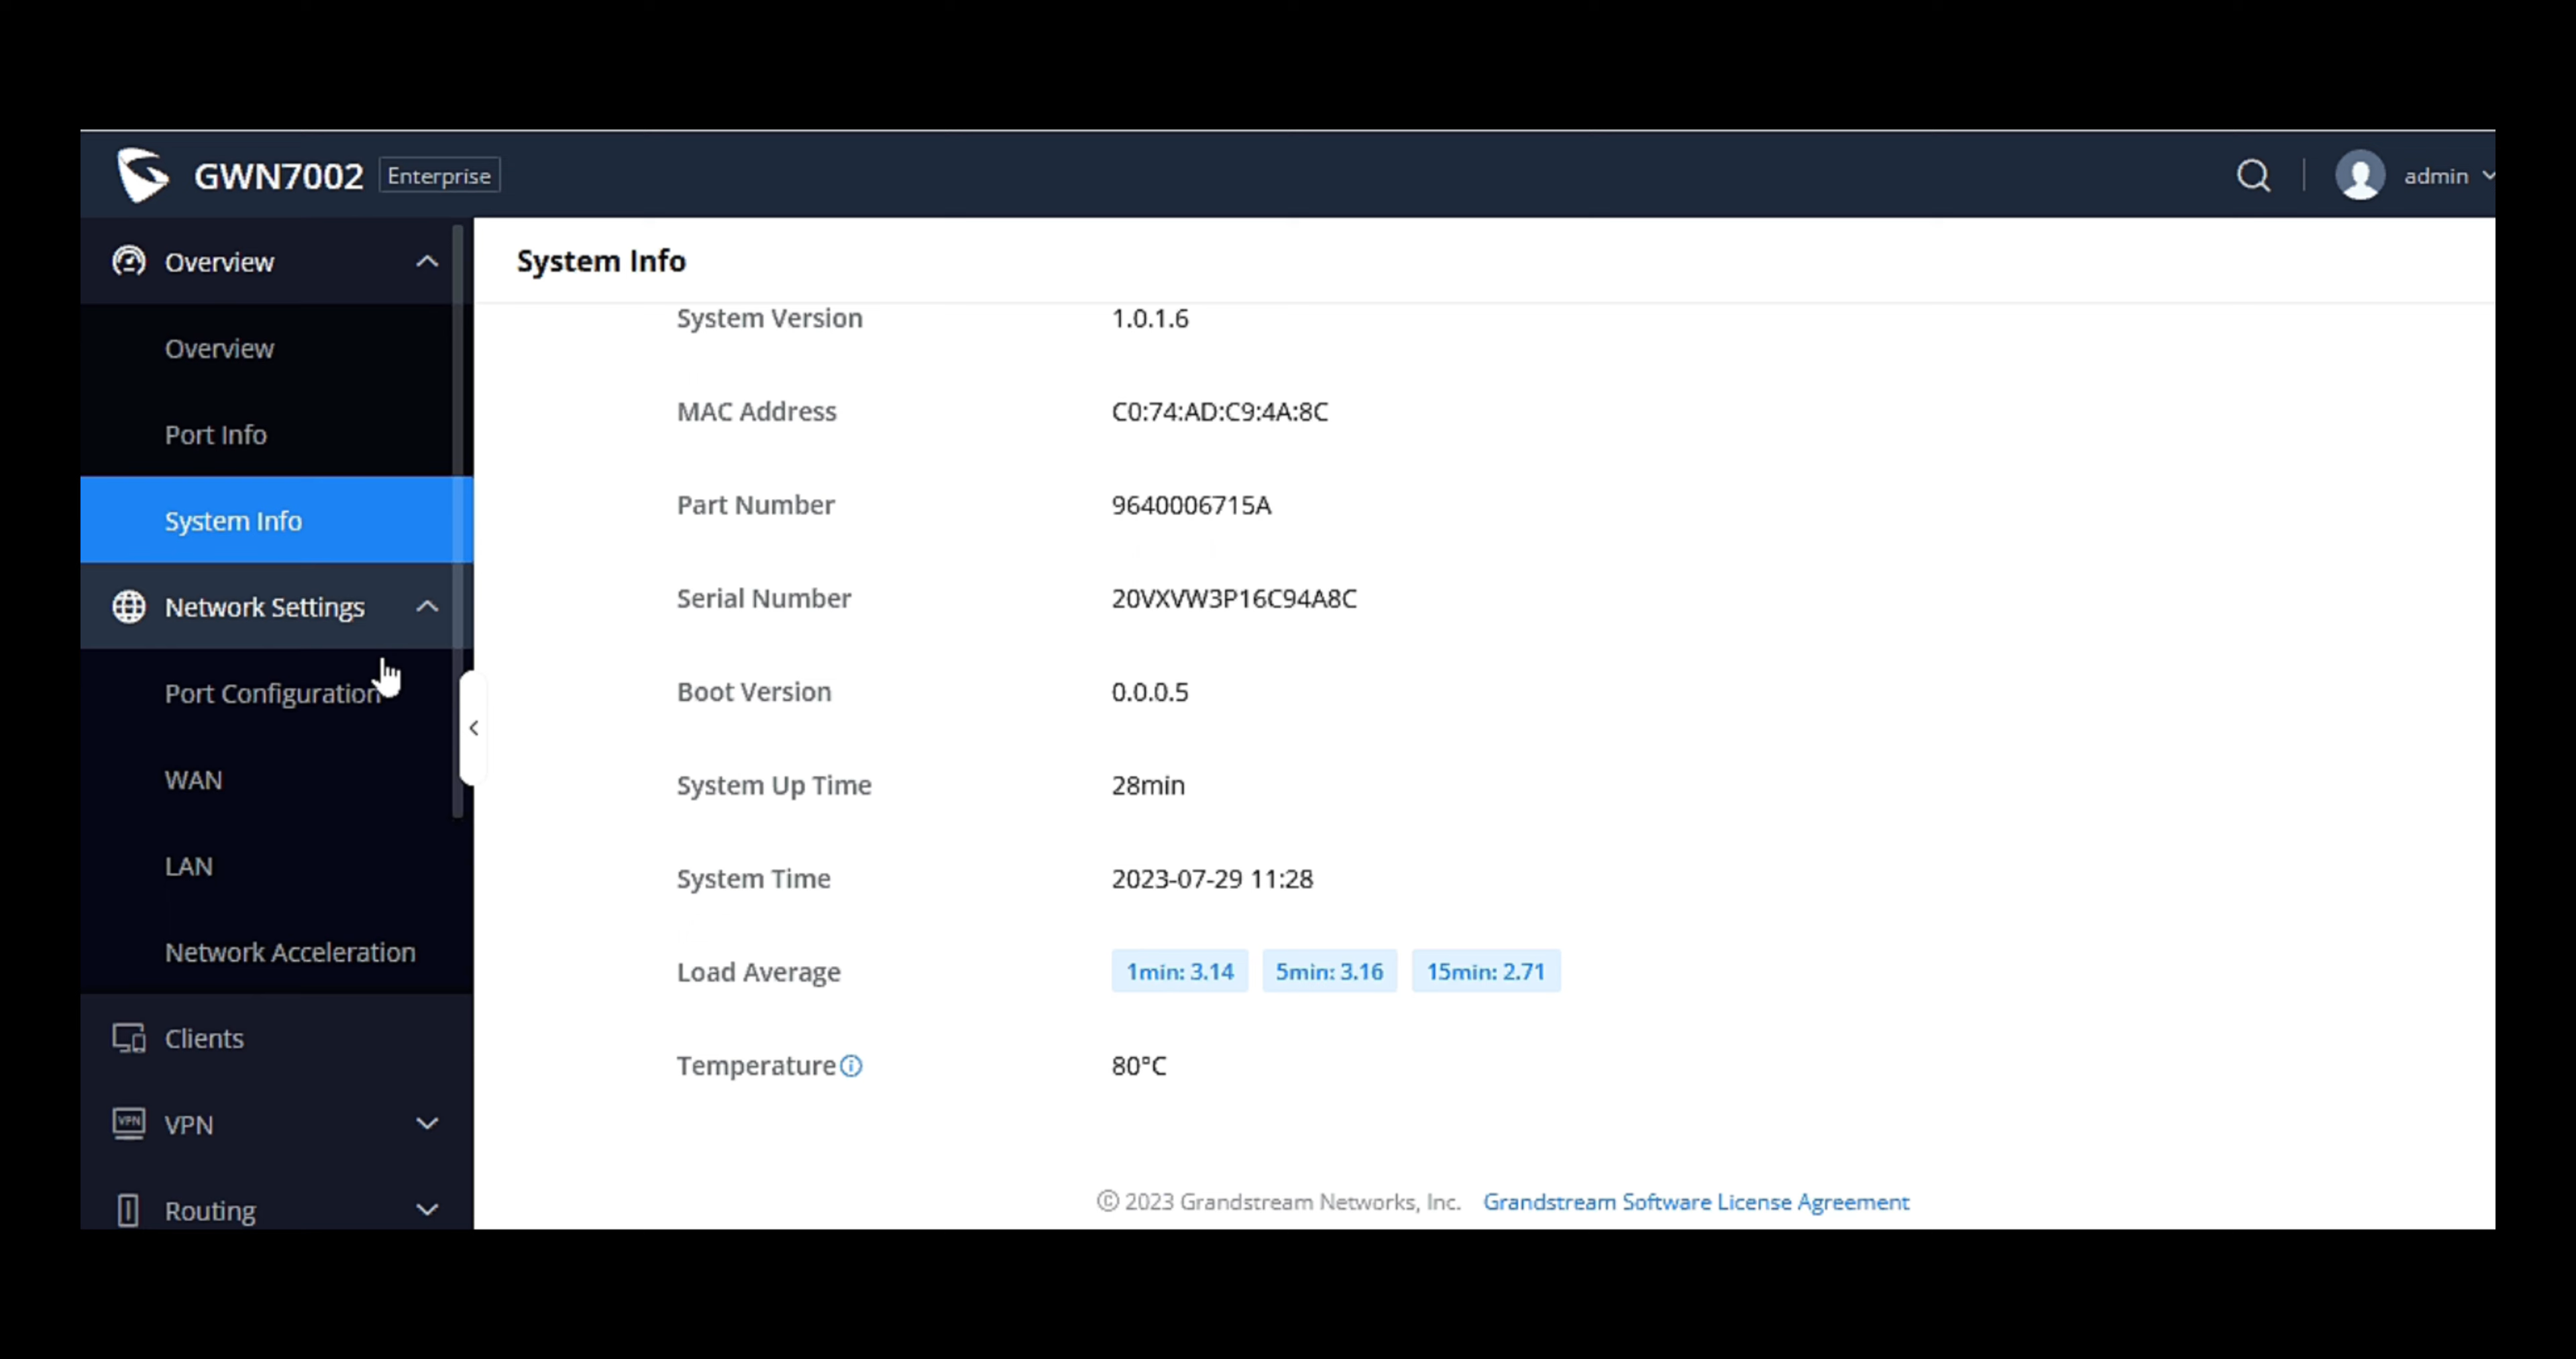 GWN7002 Enterprise
admin
Overview
Overview
Port Info
System Info
Network Settings
Port Configuration
WAN
LAN
Network Acceleration
Clients
VPN
VPN
Routing
System Info
System Version 1.0.1.6
MAC Address C0:74:AD:C9:4A:8C
Part Number 9640006715A
Serial Number 20VXVW3P16C94A8C
Boot Version 0.0.0.5
System Up Time 28min
System Time 2023-07-29 11:28
Load Average 1min: 3.14 5min: 3.16 15min: 2.71
Temperature 80°C
© 2023 Grandstream Networks, Inc. Grandstream Software License Agreement